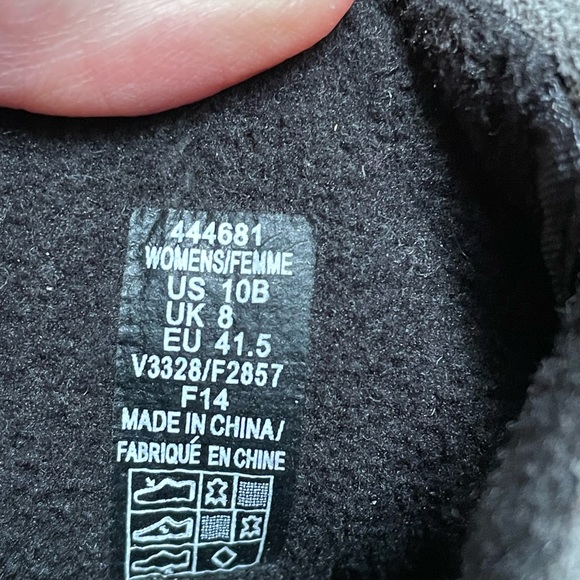 444681
WOMENS/FEMME
US 10B
UK 8
EU 41.5
V3328/F2857
F14
MADE IN CHINA/
FABRIQUÉ EN CHINE